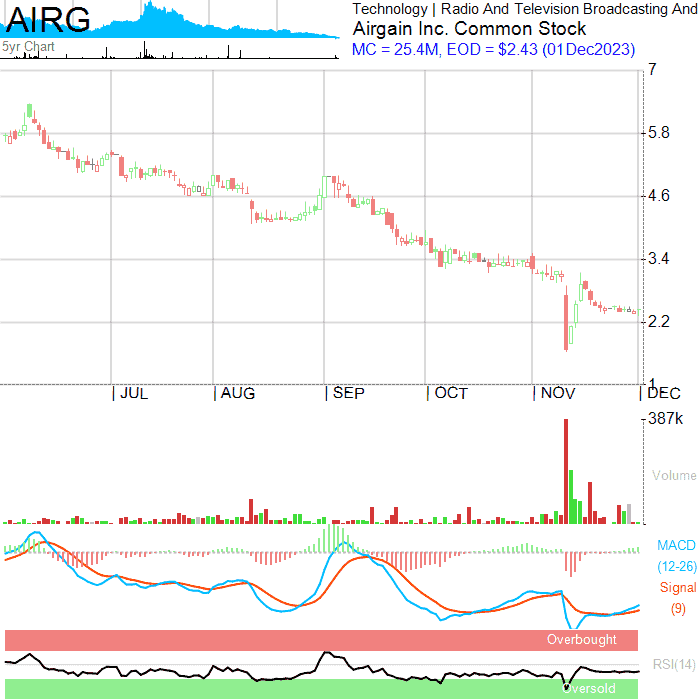 AIRG
5yr Chart
Technology | Radio And Television Broadcasting And
Airgain Inc. Common Stock
MC = 25.4M, EOD = $2.43 (01Dec2023)
7
5.8
4.6
3.4
2.2
1
JUL
AUG
SEP
OCT
NOV
DEC
387k
Volume
MACD
(12-26)
Signal
(9)
Overbought
RSI(14)
Oversold